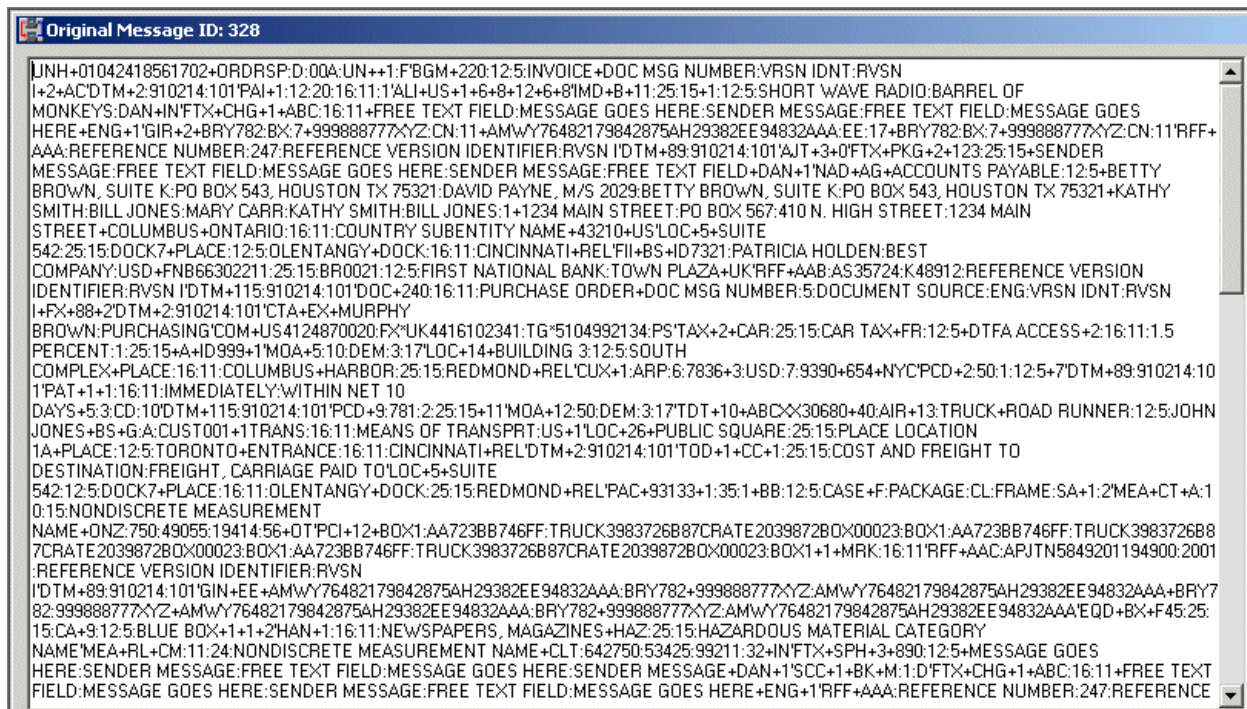 Original Message ID: 328
UNH+01042418561702+ORDRSP:D:00A:UN++1:F'BGM+220:12:5:INVOICE+DOC MSG NUMBER:VRSN IDNT:RVSN
I+2+AC'DTM+2:910214:101'PAI+1:12:20:16:11:1'ALI+US+1+6+8+12+6+8'IMD+B+11:25:15+1:12:5:SHORT WAVE RADIO:BARREL OF
MONKEYS:DAN+IN'FTX+CHG+1+ABC:16:11+FREE TEXT FIELD:MESSAGE GOES HERE:SENDER MESSAGE:FREE TEXT FIELD:MESSAGE GOES
HERE+ENG+1'GIR+2+BRY782:BX:7+999888777XYZ:CN:11+AMWY76482179842875AH29382EE94832AAA:EE:17+BRY782:BX:7+999888777XYZ:CN:11'RFF+
AAA:REFERENCE NUMBER:247:REFERENCE VERSION IDENTIFIER:RVSN I'DTM+89:910214:101'AJT+3+0'FTX+PKG+2+123:25:15+SENDER
MESSAGE:FREE TEXT FIELD:MESSAGE GOES HERE:SENDER MESSAGE:FREE TEXT FIELD+DAN+1'NAD+AG+ACCOUNTS PAYABLE:12:5+BETTY
BROWN, SUITE K:PO BOX 543, HOUSTON TX 75321:DAVID PAYNE, M/S 2029:BETTY BROWN, SUITE K:PO BOX 543, HOUSTON TX 75321+KATHY
SMITH:BILL JONES:MARY CARR:KATHY SMITH:BILL JONES:1+1234 MAIN STREET:PO BOX 567:410 N. HIGH STREET:1234 MAIN
STREET+COLUMBUS+ONTARIO:16:11:COUNTRY SUBENTITY NAME+43210+US'LOC+5+SUITE
542:25:15:DOCK7+PLACE:12:5:OLENTANGY+DOCK:16:11:CINCINNATI+REL'FII+BS+ID7321:PATRICIA HOLDEN:BEST
COMPANY:USD+FNB66302211:25:15:BR0021:12:5:FIRST NATIONAL BANK:TOWN PLAZA+UK'RFF+AAB:AS35724:K48912:REFERENCE VERSION
IDENTIFIER:RVSN I'DTM+115:910214:101'DOC+240:16:11:PURCHASE ORDER+DOC MSG NUMBER:5:DOCUMENT SOURCE:ENG:VRSN IDNT:RVSN
I+FX+88+2'DTM+2:910214:101'CTA+EX+MURPHY
BROWN:PURCHASING'COM+US4124870020:FX*UK4416102341:TG*5104992134:PS'TAX+2+CAR:25:15:CAR TAX+FR:12:5+DTFA ACCESS+2:16:11:1.5
PERCENT:1:25:15+A+ID999+1'MOA+5:10:DEM:3:17'LOC+14+BUILDING 3:12:5:SOUTH
COMPLEX+PLACE:16:11:COLUMBUS+HARBOR:25:15:REDMOND+REL'CUX+1:ARP:6:7836+3:USD:7:9390+654+NYC'PCD+2:50:1:12:5+7'DTM+89:910214:10
1'PAT+1+1:16:11:IMMEDIATELY:WITHIN NET 10
DAYS+5:3:CD:10'DTM+115:910214:101'PCD+9:781:2:25:15+11'MOA+12:50:DEM:3:17'TDT+10+ABCXX30680+40:AIR+13:TRUCK+ROAD RUNNER:12:5:JOHN
JONES+BS+G:A:CUST001+1TRANS:16:11:MEANS OF TRANSPRT:US+1'LOC+26+PUBLIC SQUARE:25:15:PLACE LOCATION
1A+PLACE:12:5:TORONTO+ENTRANCE:16:11:CINCINNATI+REL'DTM+2:910214:101'TOD+1+CC+1:25:15:COST AND FREIGHT TO
DESTINATION:FREIGHT, CARRIAGE PAID TO'LOC+5+SUITE
542:12:5:DOCK7+PLACE:16:11:OLENTANGY+DOCK:25:15:REDMOND+REL'PAC+93133+1:35:1+BB:12:5:CASE+F:PACKAGE:CL:FRAME:SA+1:2'MEA+CT+A:1
0:15:NONDISCRETE MEASUREMENT
NAME+ONZ:750:49055:19414:56+OT'PCI+12+BOX1:AA723BB746FF:TRUCK3983726B87CRATE2039872BOX00023:BOX1:AA723BB746FF:TRUCK3983726B8
7CRATE2039872BOX00023:BOX1:AA723BB746FF:TRUCK3983726B87CRATE2039872BOX00023:BOX1+1+MRK:16:11'RFF+AAC:APJTN5849201194900:2001
:REFERENCE VERSION IDENTIFIER:RVSN
I'DTM+89:910214:101'GIN+EE+AMWY76482179842875AH29382EE94832AAA:BRY782+999888777XYZ:AMWY76482179842875AH29382EE94832AAA+BRY7
82:999888777XYZ+AMWY76482179842875AH29382EE94832AAA:BRY782+999888777XYZ:AMWY76482179842875AH29382EE94832AAA'EQD+BX+F45:25:
15:CA+9:12:5:BLUE BOX+1+1+2'HAN+1:16:11:NEWSPAPERS, MAGAZINES+HAZ:25:15:HAZARDOUS MATERIAL CATEGORY
NAME'MEA+RL+CM:11:24:NONDISCRETE MEASUREMENT NAME+CLT:642750:53425:99211:32+IN'FTX+SPH+3+890:12:5+MESSAGE GOES
HERE:SENDER MESSAGE:FREE TEXT FIELD:MESSAGE GOES HERE:SENDER MESSAGE+DAN+1'SCC+1+BK+M:1:D'FTX+CHG+1+ABC:16:11+FREE TEXT
FIELD:MESSAGE GOES HERE:SENDER MESSAGE:FREE TEXT FIELD:MESSAGE GOES HERE+ENG+1'RFF+AAA:REFERENCE NUMBER:247:REFERENCE